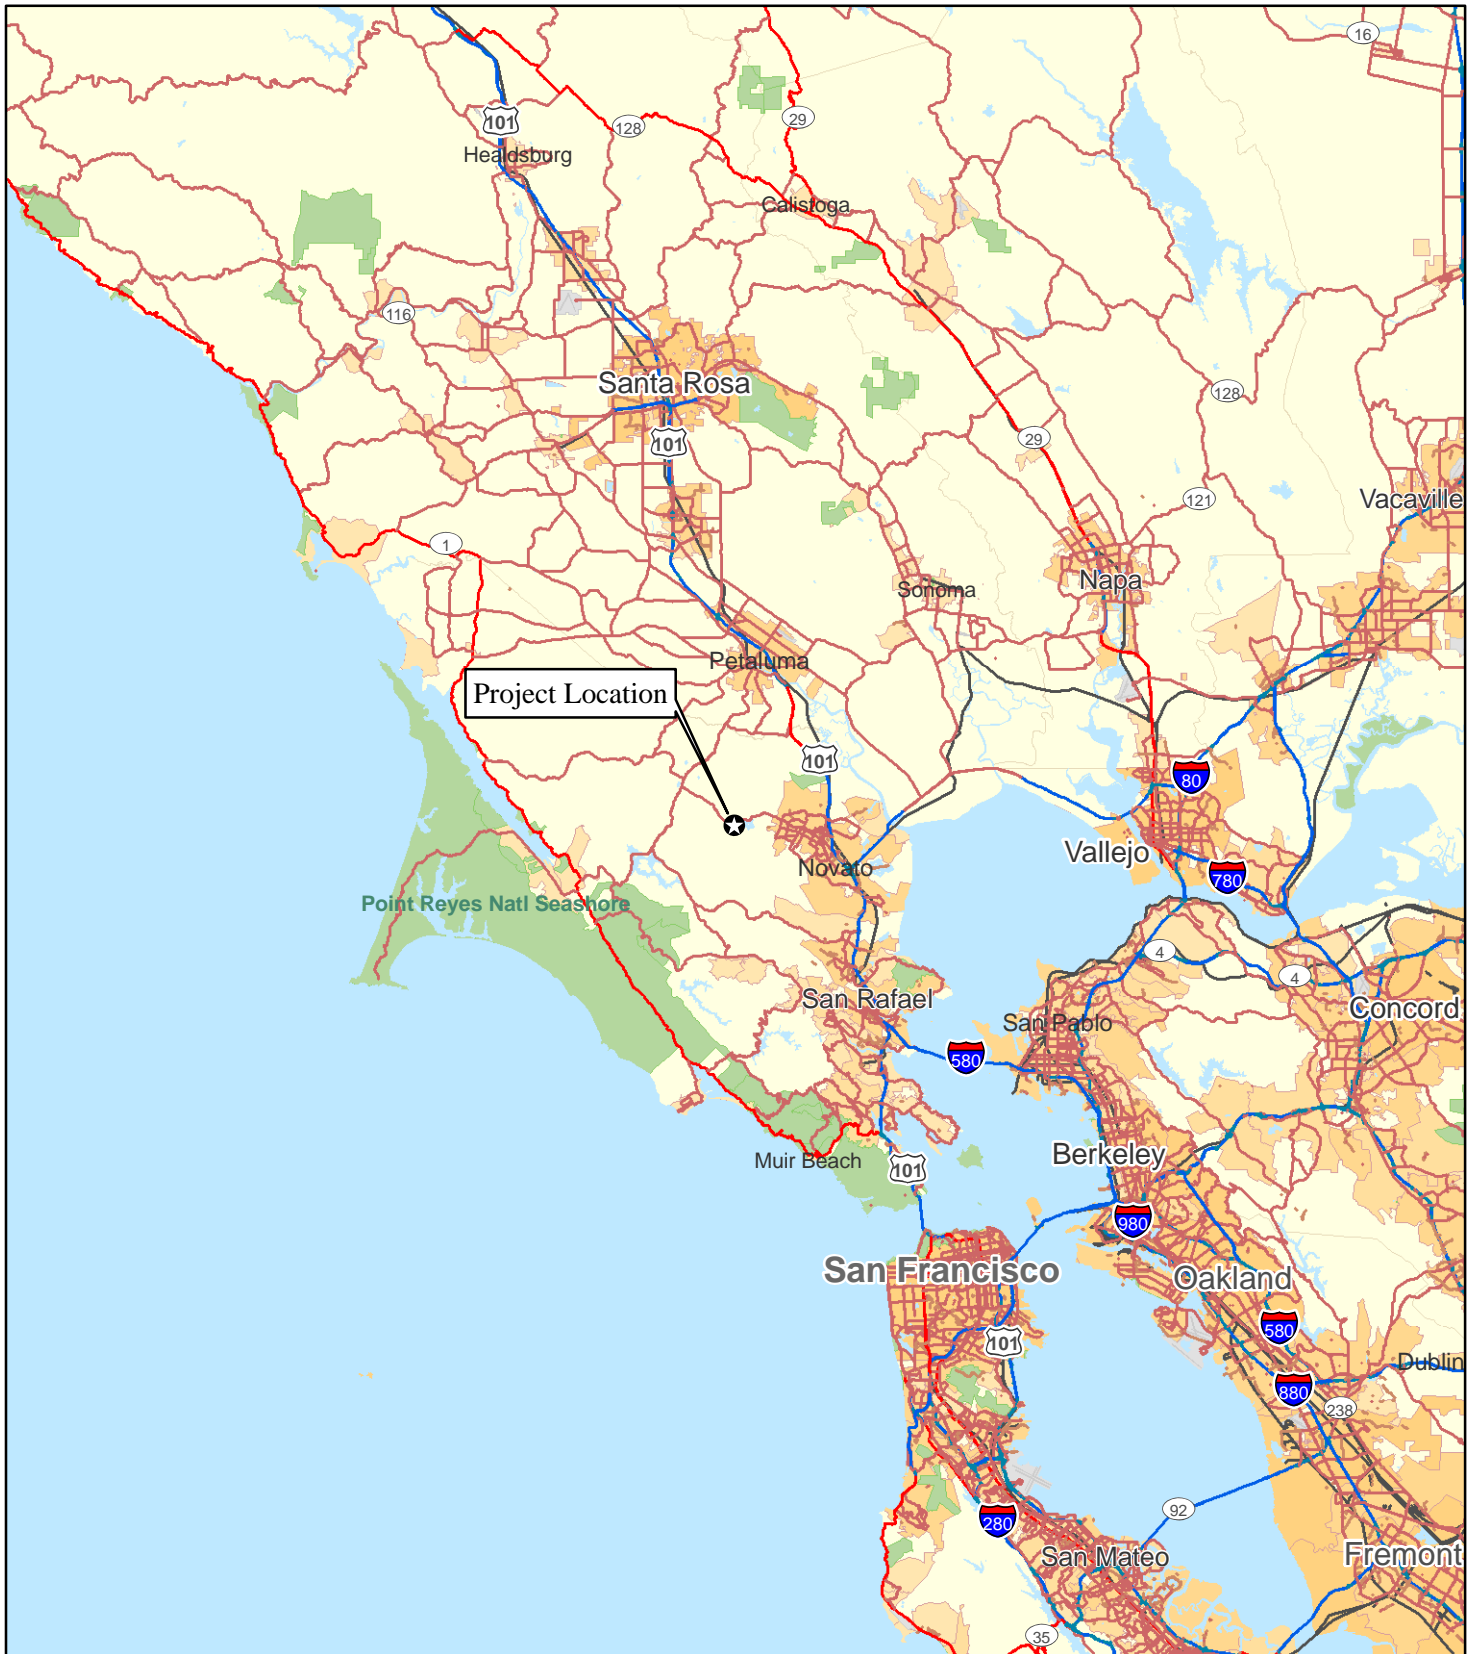 16
101
128
29
Healdsburg
Calistoga
116
Santa Rosa
128
29
101
Vacaville
121
1
Napa
Sonoma
Petaluma
Project Location
101
80
Vallejo
Novato
780
Point Reyes Natl Seashore
4
4
San Rafael
Concord
San Pablo
580
Berkeley
Muir Beach
101
980
San Francisco
Oakland
580
101
Dublin
880
238
92
280
San Mateo
Fremont
35